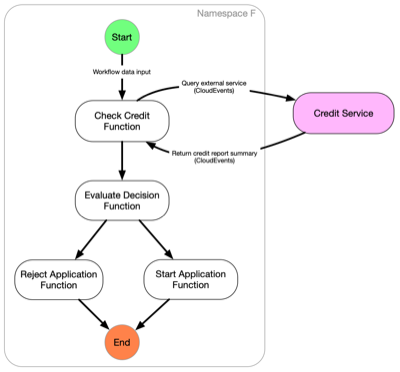 Namespace F
Start
Workflow data input
Query external service
(CloudEvents)
Check Credit
Function
Credit Service
Return credit report summary
(CloudEvents)
Evaluate Decision
Function
Reject Application
Function
Start Application
Function
End